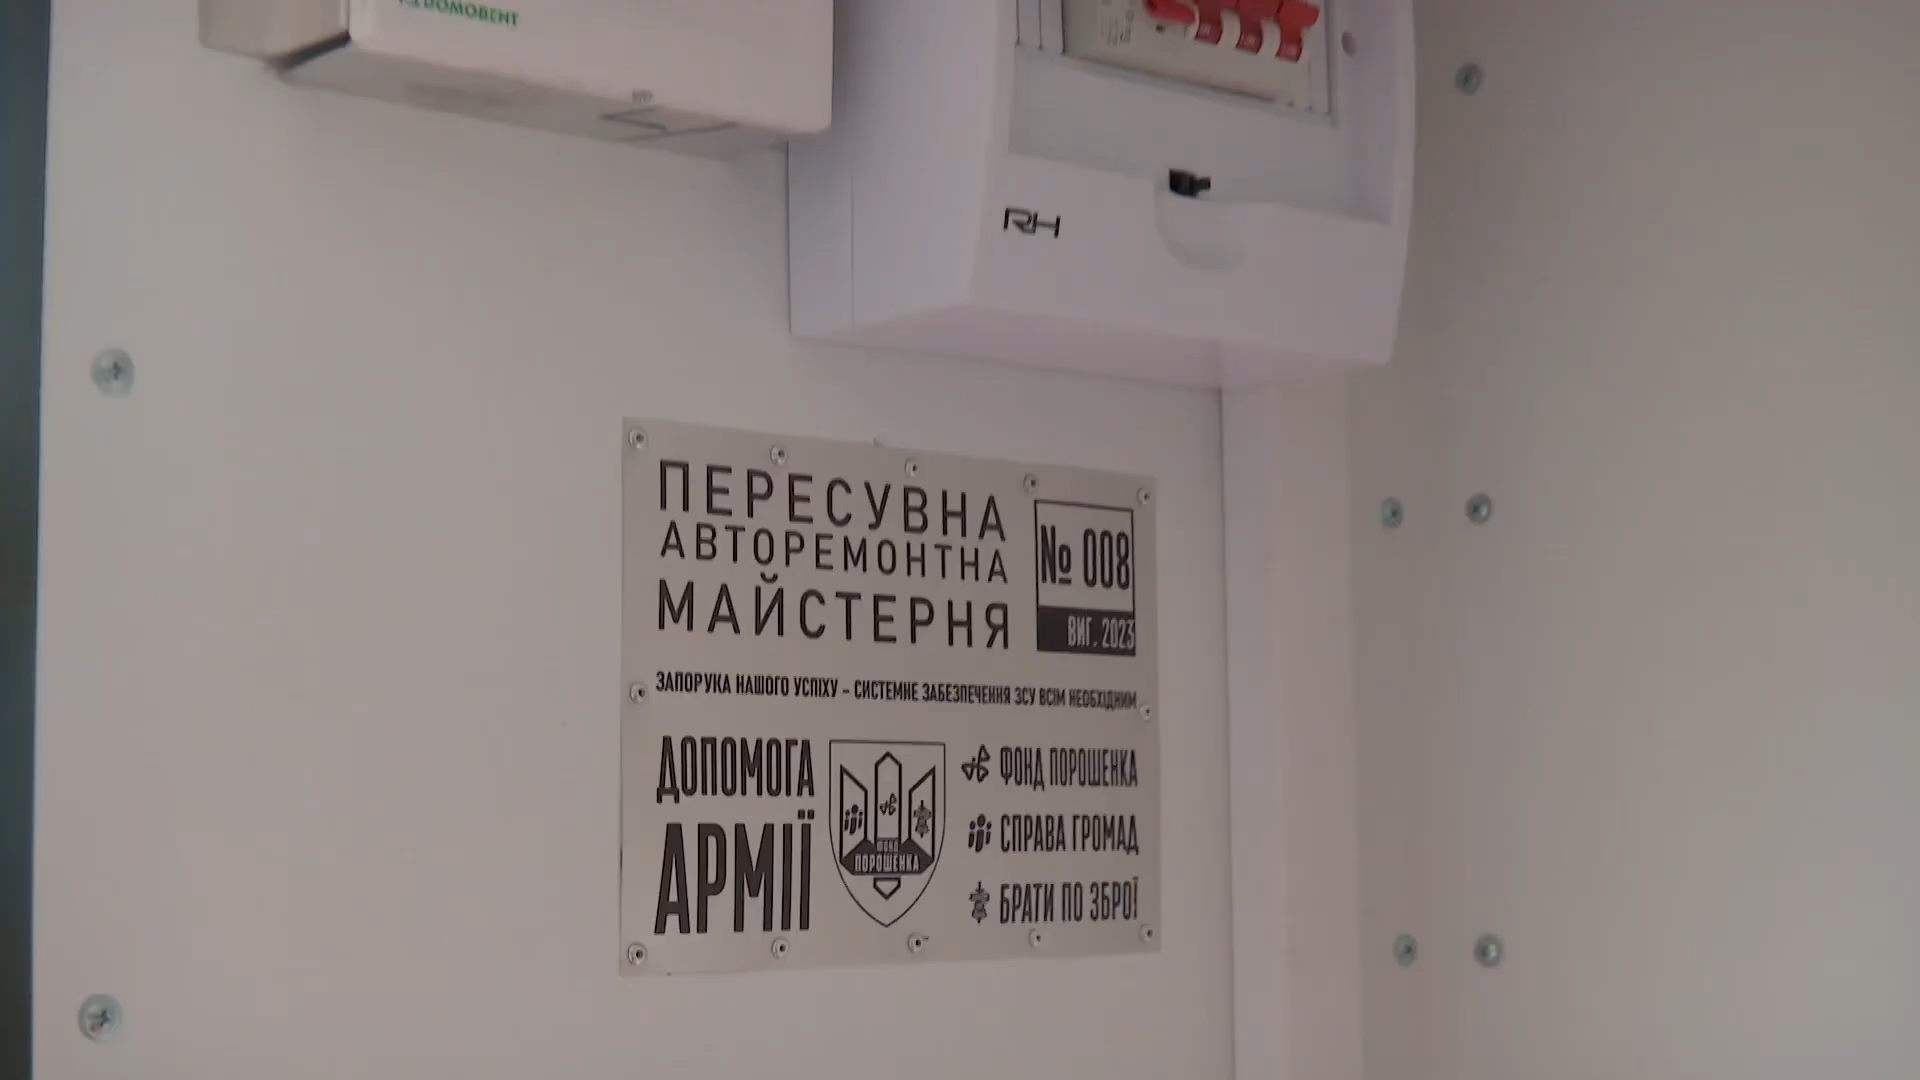 DOMOВЕНТ
RH
ПЕРЕСУВНА
АВТОРЕМОНТНА
МАЙСТЕРНЯ
№ 008
ВИГ. 2023
ЗАПОРУКА НАШОГО УСПІХУ – СИСТЕМНЕ ЗАБЕЗПЕЧЕННЯ ЗСУ ВСІМ НЕОБХІДНИМ
ДОПОМОГА
АРМІЇ
ФОНД
ПОРОШЕНКА
ФОНД ПОРОШЕНКА
СПРАВА ГРОМАД
БРАТИ ПО ЗБРОЇ